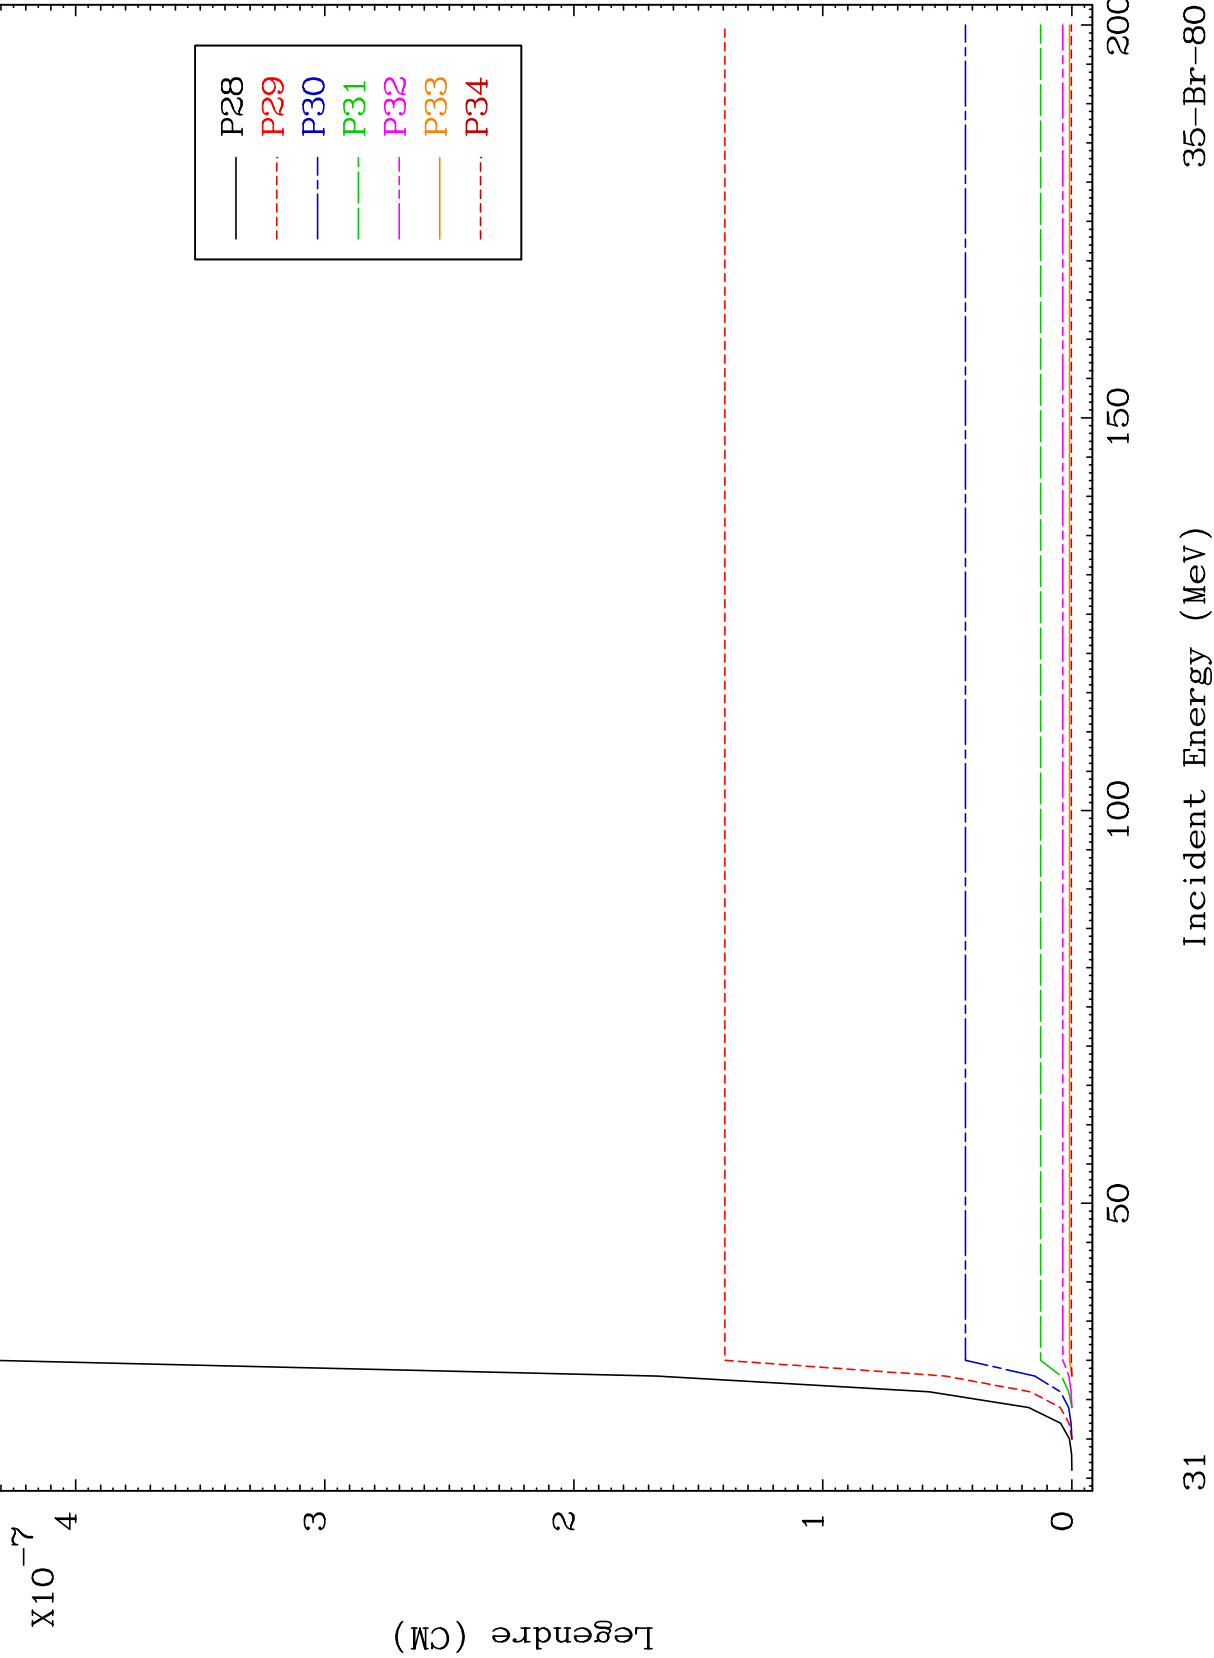 X10-7
4
3
2
1
0
Legendre (CM)
P28
P29
P30
P31
P32
P33
P34
50
100
150
200
Incident Energy (MeV)
31
35-Br-80